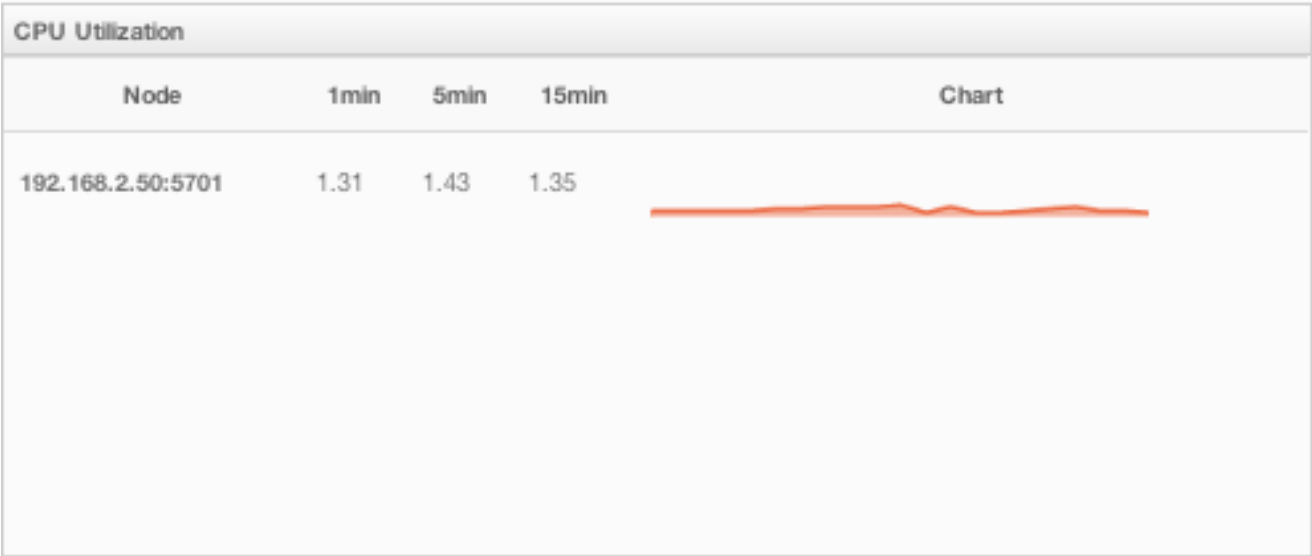 CPU Utilization
Node 1min 5min 15min Chart
192.168.2.50:5701 1.31 1.43 1.35